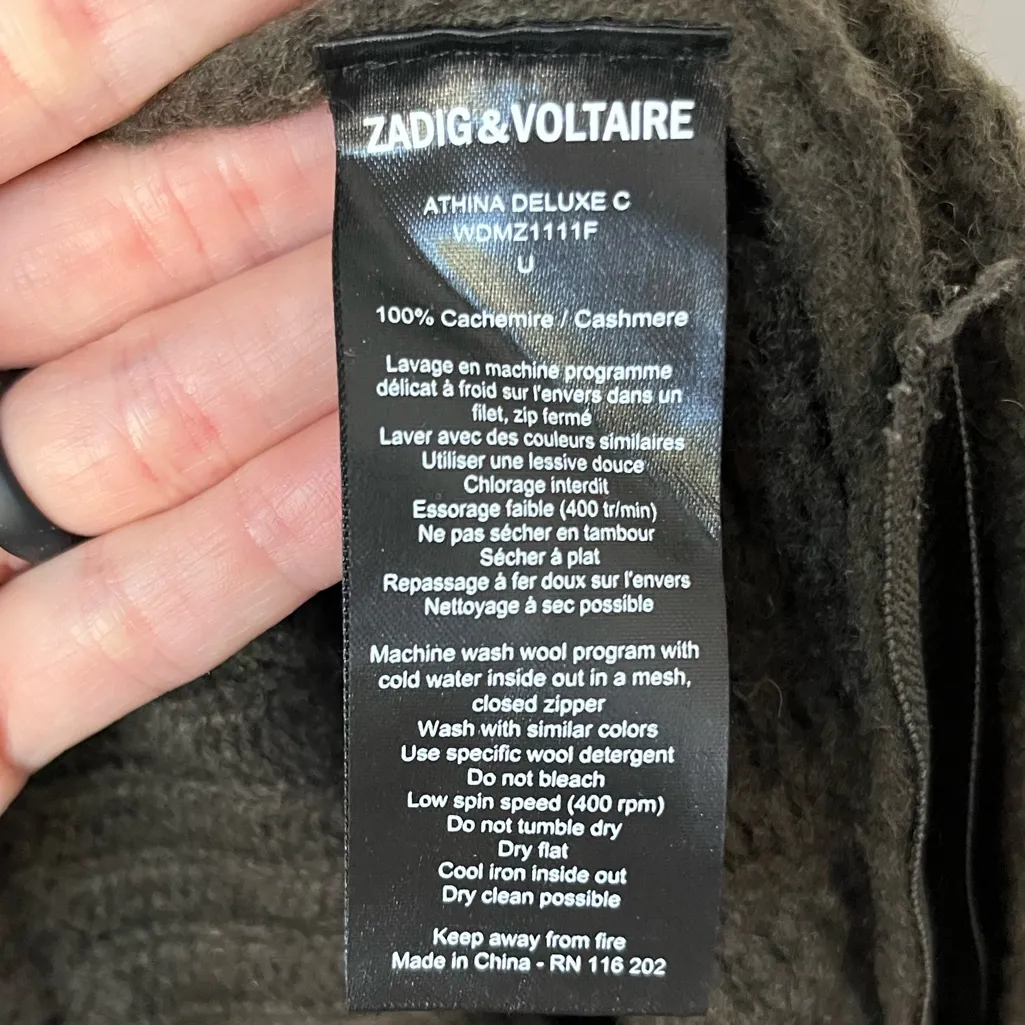 ZADIG&VOLTAIRE
ATHINA DELUXE C
WDMZ1111F
U
100% Cachemire / Cashmere
Lavage en machine programme
délicat à froid sur l'envers dans un
filet, zip fermé
Laver avec des couleurs similaires
Utiliser une lessive douce
Chlorage interdit
Essorage faible (400 tr/min)
Ne pas sécher en tambour
Sécher à plat
Repassage à fer doux sur l'envers
Nettoyage à sec possible
Machine wash wool program with
cold water inside out in a mesh,
closed zipper
Wash with similar colors
Use specific wool detergent
Do not bleach
Low spin speed (400 rpm)
Do not tumble dry
Dry flat
Cool iron inside out
Dry clean possible
Keep away from fire
Made in China - RN 116 202